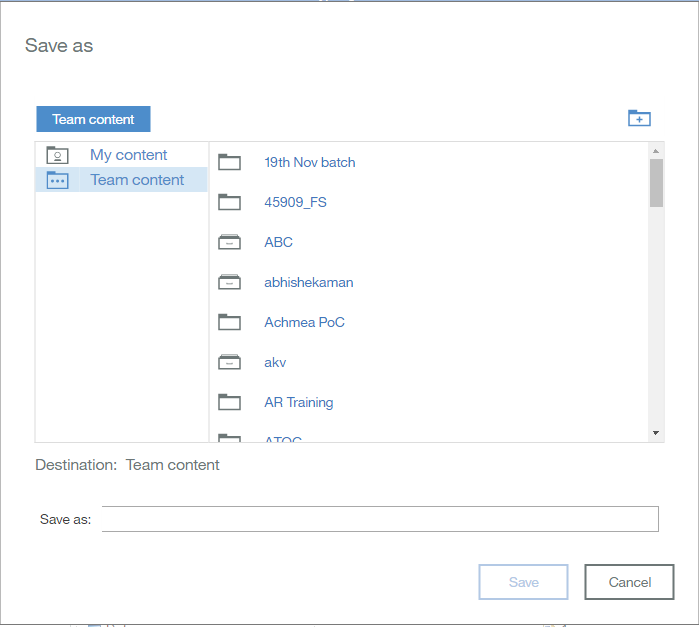 Save as
Team content
My content
Team content
19th Nov batch
45909_FS
ABC
abhishekaman
Achmea PoC
akv
AR Training
ATOC
Destination: Team content
Save as:
Save
Cancel